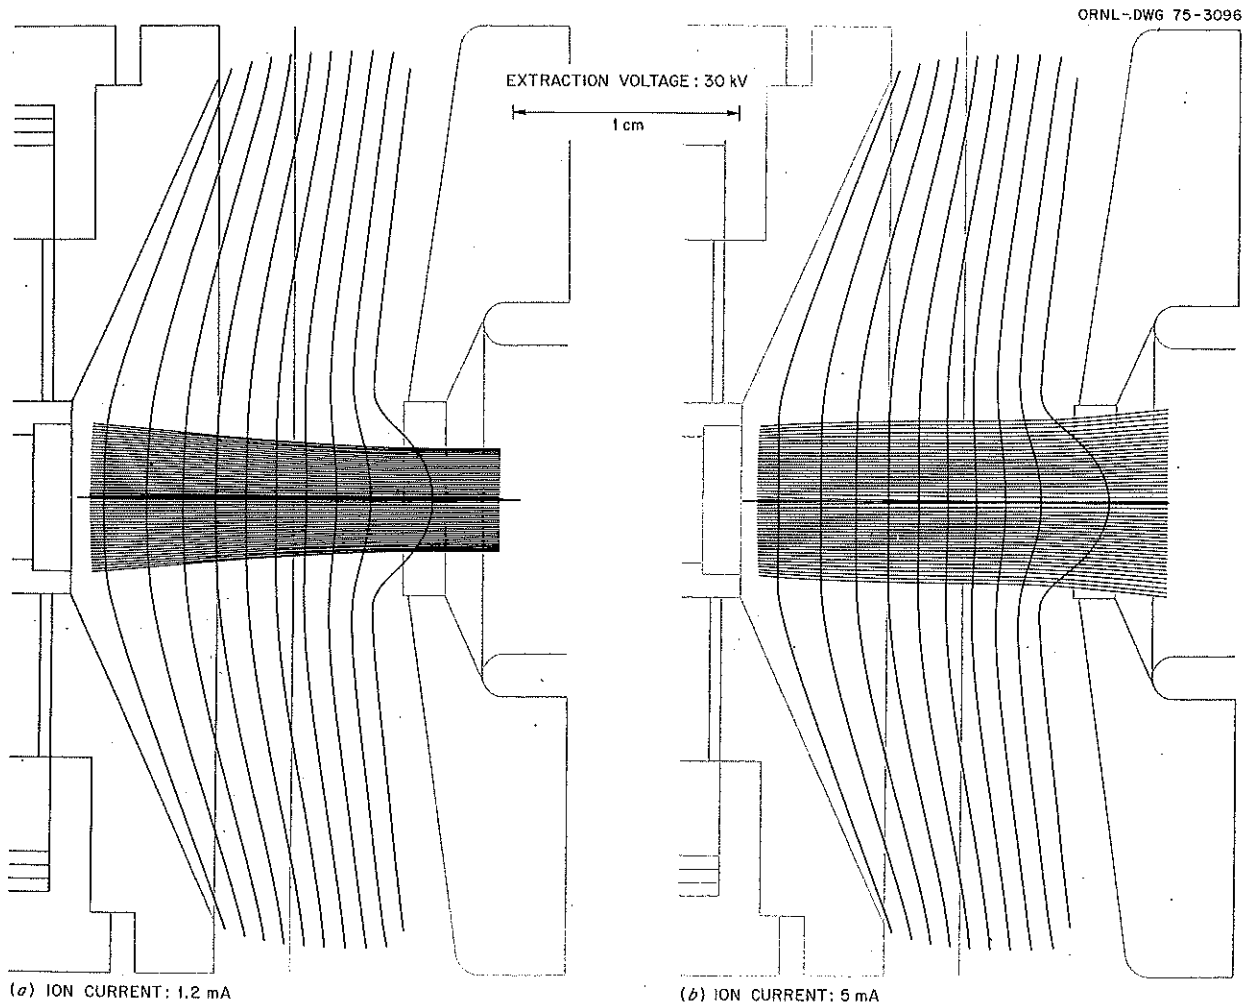 ORNL-DWG 75-3096
EXTRACTION VOLTAGE: 30 kV
1 cm
(a) ION CURRENT: 1.2 mA
(b) ION CURRENT: 5 mA